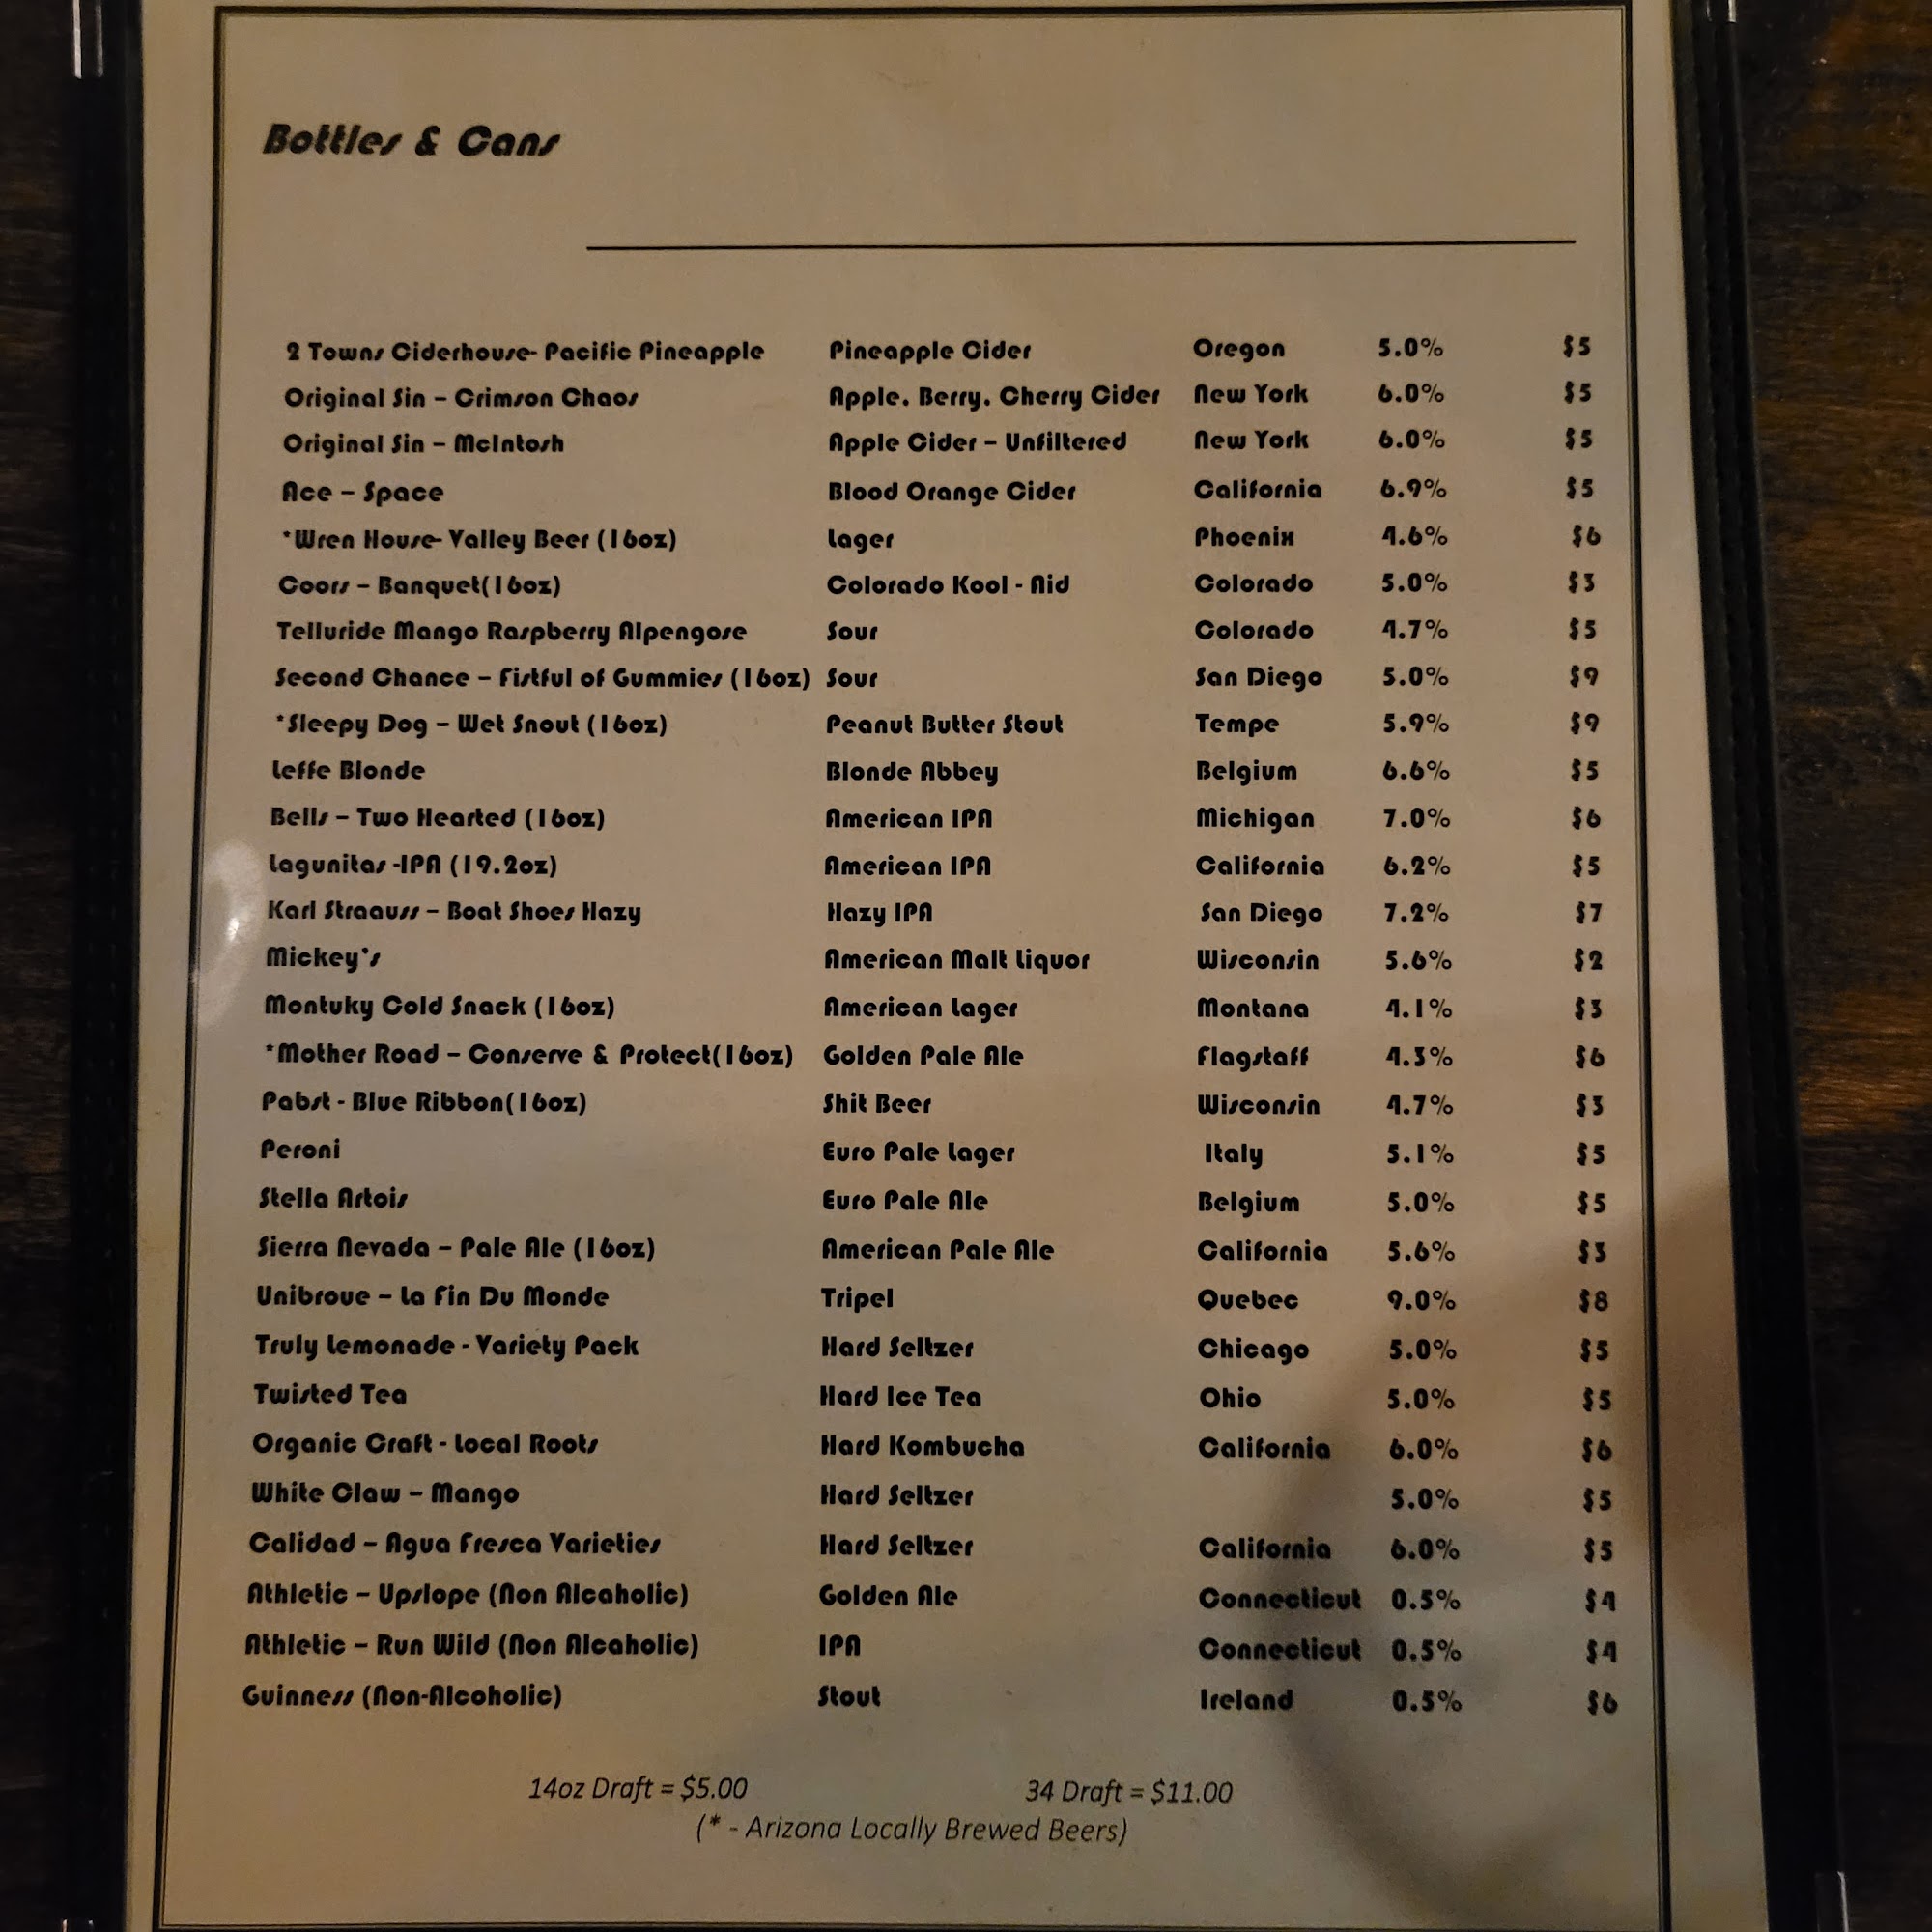 Bottles & Cans
2 Towns Ciderhouse- Pacific Pineapple Pineapple Cider Oregon 5.0% $5
Original Sin – Crimson Chaos Apple. Berry. Cherry Cider New York 6.0% $5
Original Sin – McIntosh Apple Cider – Unfiltered New York 6.0% $5
Ace – Space Blood Orange Cider California 6.9% $5
*Wren House- Valley Beer (16oz) Lager Phoenix 4.6% $6
Coors – Banquet(16oz) Colorado Kool - Aid Colorado 5.0% $3
Telluride Mango Raspberry Alpengose Sour Colorado 4.7% $5
Second Chance – Fistful of Gummies (16oz) Sour San Diego 5.0% $9
*Sleepy Dog – Wet Snout (16oz) Peanut Butter Stout Tempe 5.9% $9
Leffe Blonde Blonde Abbey Belgium 6.6% $5
Bells – Two Hearted (16oz) American IPA Michigan 7.0% $6
Lagunitas -IPA (19.2oz) American IPA California 6.2% $5
Karl Straauss – Boat Shoes Hazy Hazy IPA San Diego 7.2% $7
Mickey's American Malt Liquor Wisconsin 5.6% $2
Montuky Cold Snack (16oz) American Lager Montana 4.1% $3
*Mother Road – Conserve & Protect(16oz) Golden Pale Ale Flagstaff 4.3% $6
Pabst - Blue Ribbon(16oz) Shit Beer Wisconsin 4.7% $3
Peroni Euro Pale Lager Italy 5.1% $5
Stella Artois Euro Pale Ale Belgium 5.0% $5
Sierra Nevada – Pale Ale (16oz) American Pale Ale California 5.6% $3
Unibroue – La Fin Du Monde Tripel Quebec 9.0% $8
Truly Lemonade - Variety Pack Hard Seltzer Chicago 5.0% $5
Twisted Tea Hard Ice Tea Ohio 5.0% $5
Organic Craft - Local Roots Hard Kombucha California 6.0% $6
White Claw – Mango Hard Seltzer 5.0% $5
Calidad – Agua Fresca Varieties Hard Seltzer California 6.0% $5
Athletic – Upslope (Non Alcaholic) Golden Ale Connecticut 0.5% $4
Athletic – Run Wild (Non Alcaholic) IPA Connecticut 0.5% $4
Guinness (Non-Alcoholic) Stout Ireland 0.5% $6
14oz Draft = $5.00 34 Draft = $11.00
(* - Arizona Locally Brewed Beers)